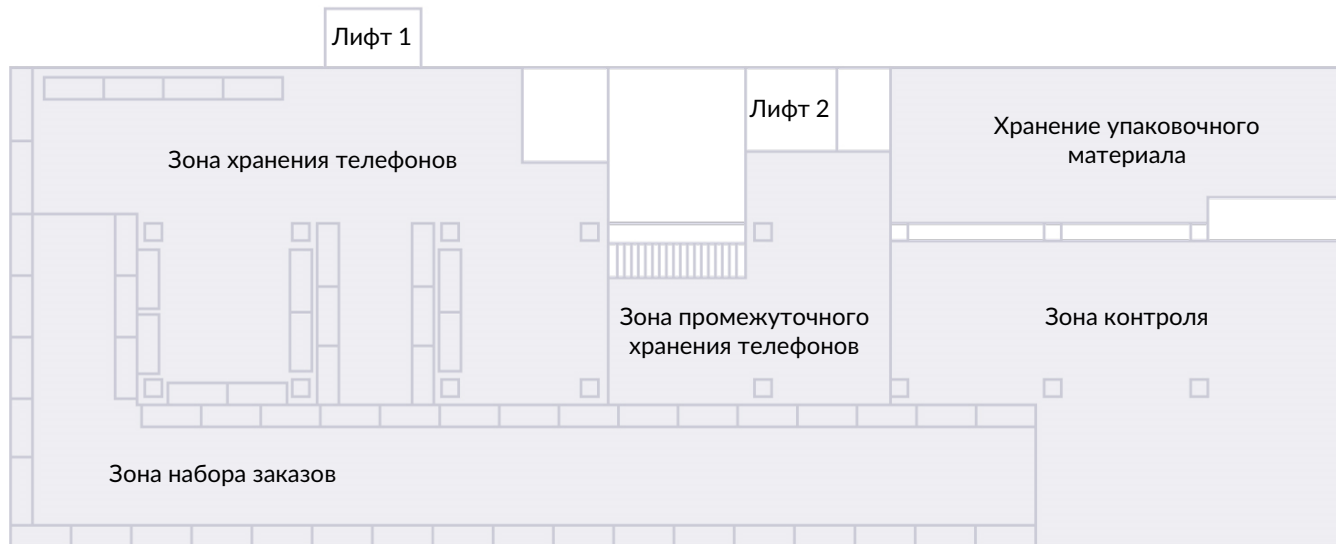 Лифт 1
Лифт 2
Хранение упаковочного
материала
Зона хранения телефонов
Зона промежуточного
хранения телефонов
Зона контроля
Зона набора заказов